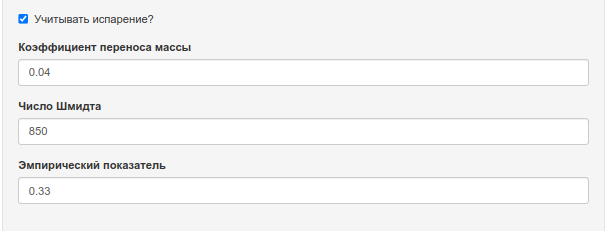 Учитывать испарение?
Коэффициент переноса массы
0.04
Число Шмидта
850
Эмпирический показатель
0.33